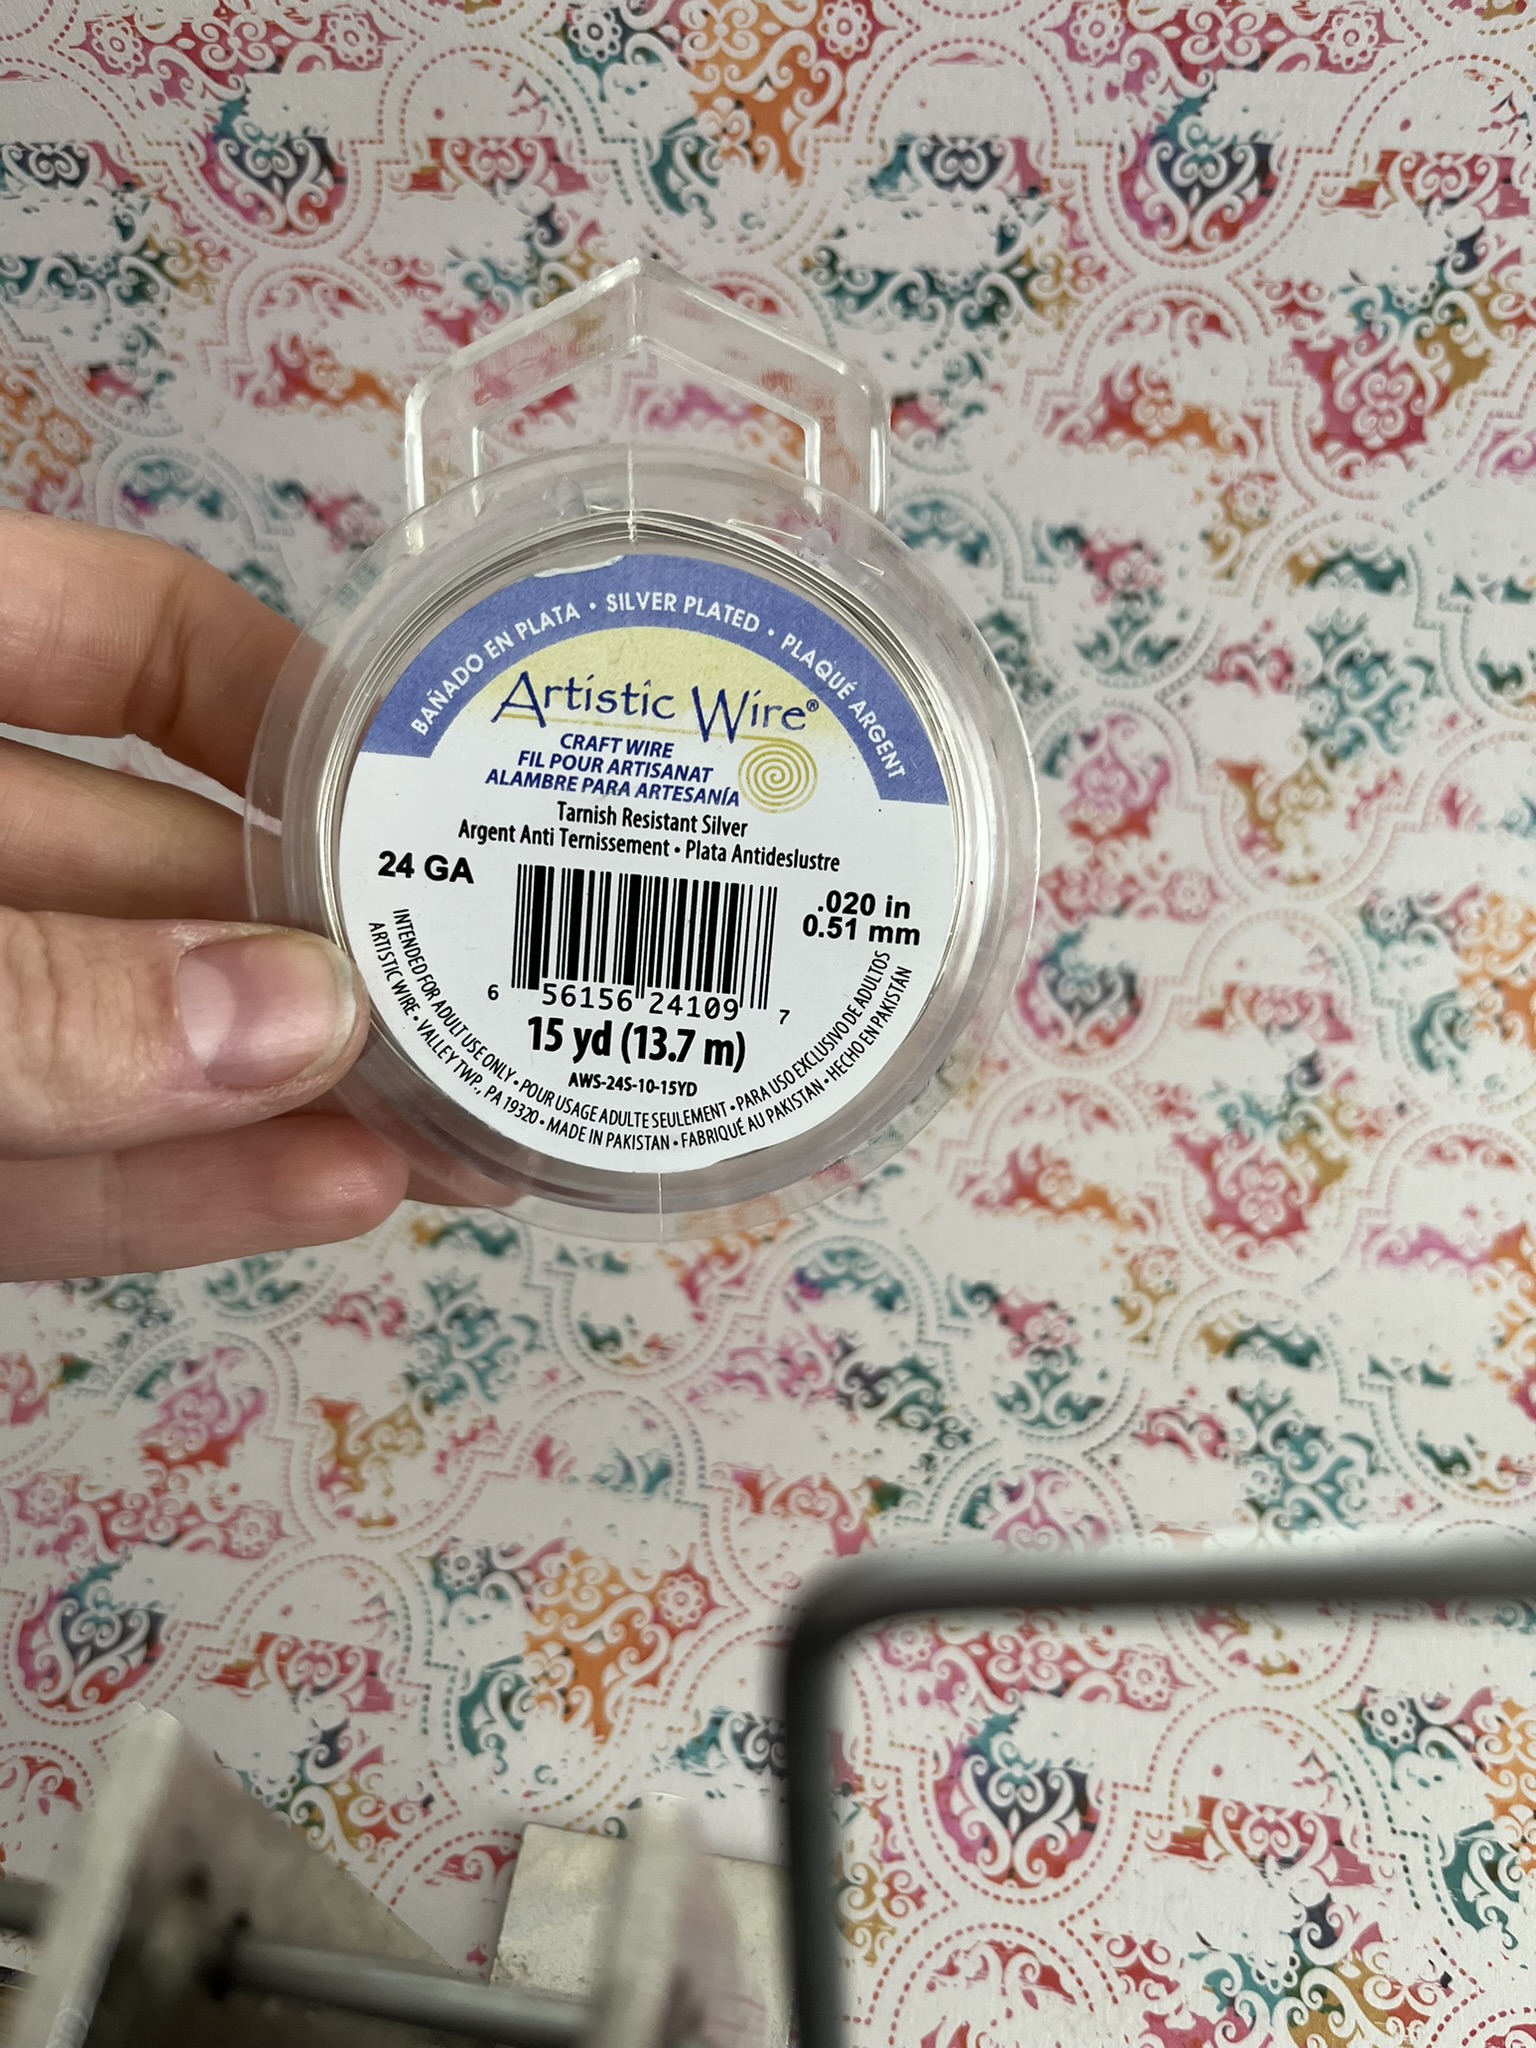 BAÑADO EN PLATA • SILVER PLATED • PLAQUÉ ARGENT
Artistic Wire®
CRAFT WIRE
FIL POUR ARTISANAT
ALAMBRE PARA ARTESANÍA
Tarnish Resistant Silver
Argent Anti Ternissement • Plata Antideslustre
24 GA
.020 in
0.51 mm
6 56156 24109 7
15 yd (13.7 m)
AWS-24S-10-15YD
INTENDED FOR ADULT USE ONLY • POUR USAGE ADULTE SEULEMENT • PARA USO EXCLUSIVO DE ADULTOS
ARTISTIC WIRE • VALLEY TWP., PA 19320 • MADE IN PAKISTAN • FABRIQUÉ AU PAKISTAN • HECHO EN PAKISTÁN